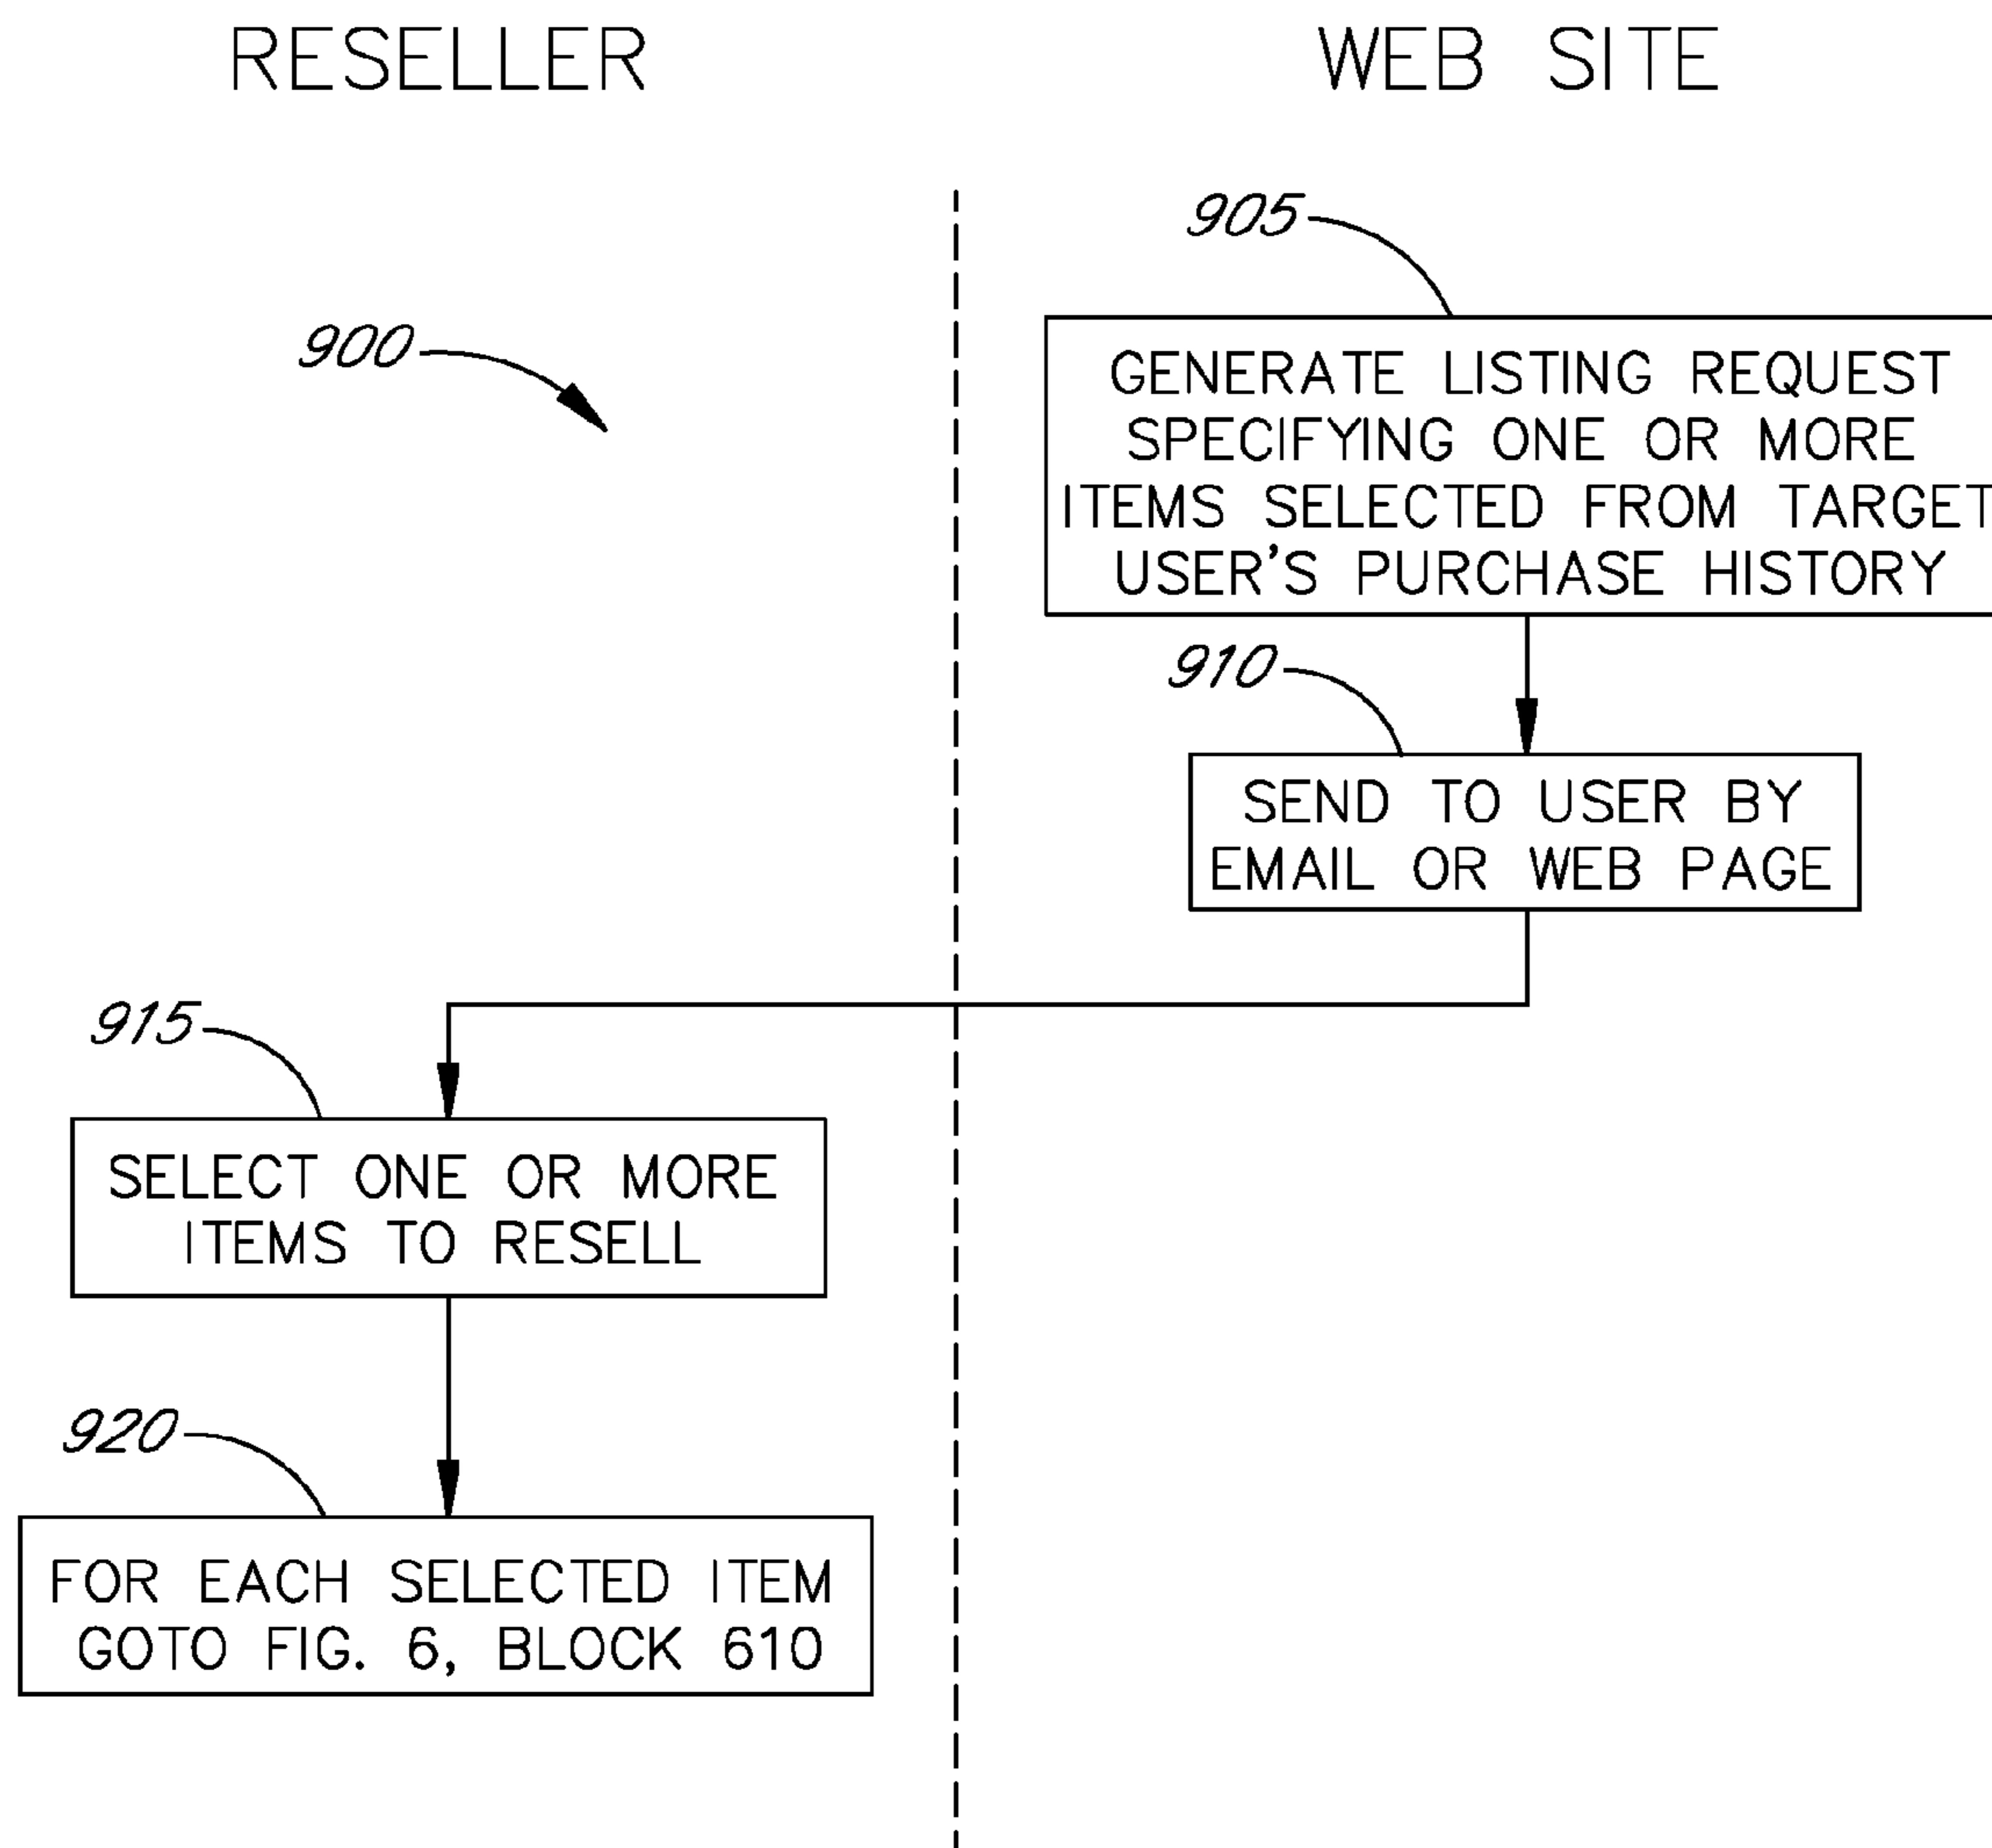 RESELLER
WEB SITE
905
900
GENERATE LISTING REQUEST
SPECIFYING ONE OR MORE
ITEMS SELECTED FROM TARGET
USER'S PURCHASE HISTORY
910
SEND TO USER BY
EMAIL OR WEB PAGE
915
SELECT ONE OR MORE
ITEMS TO RESELL
920
FOR EACH SELECTED ITEM
GOTO FIG. 6, BLOCK 610